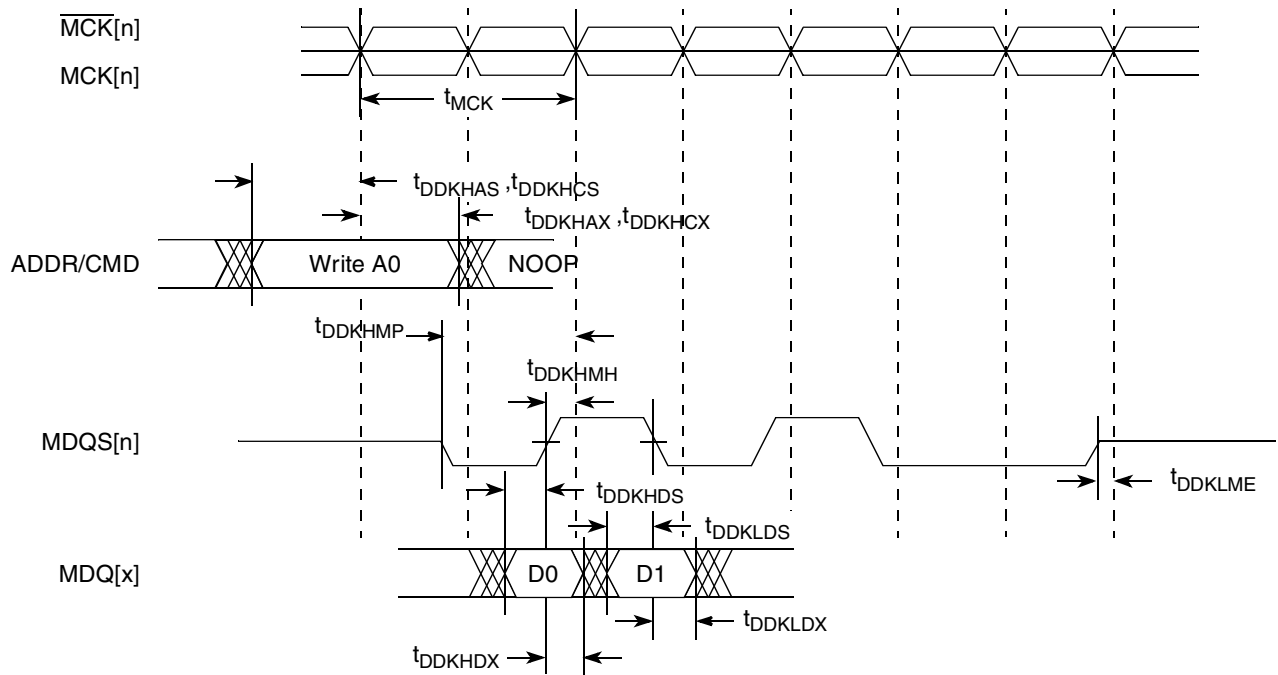 MCK[n]
MCK[n]
tMCK
tDDKHAS ,tDDKHCS
tDDKHAX ,tDDKHCX
ADDR/CMD
Write A0
NOOP
tDDKHMP
tDDKHMH
MDQS[n]
tDDKHDS
tDDKLME
tDDKLDS
MDQ[x]
D0
D1
tDDKLDX
tDDKHDX